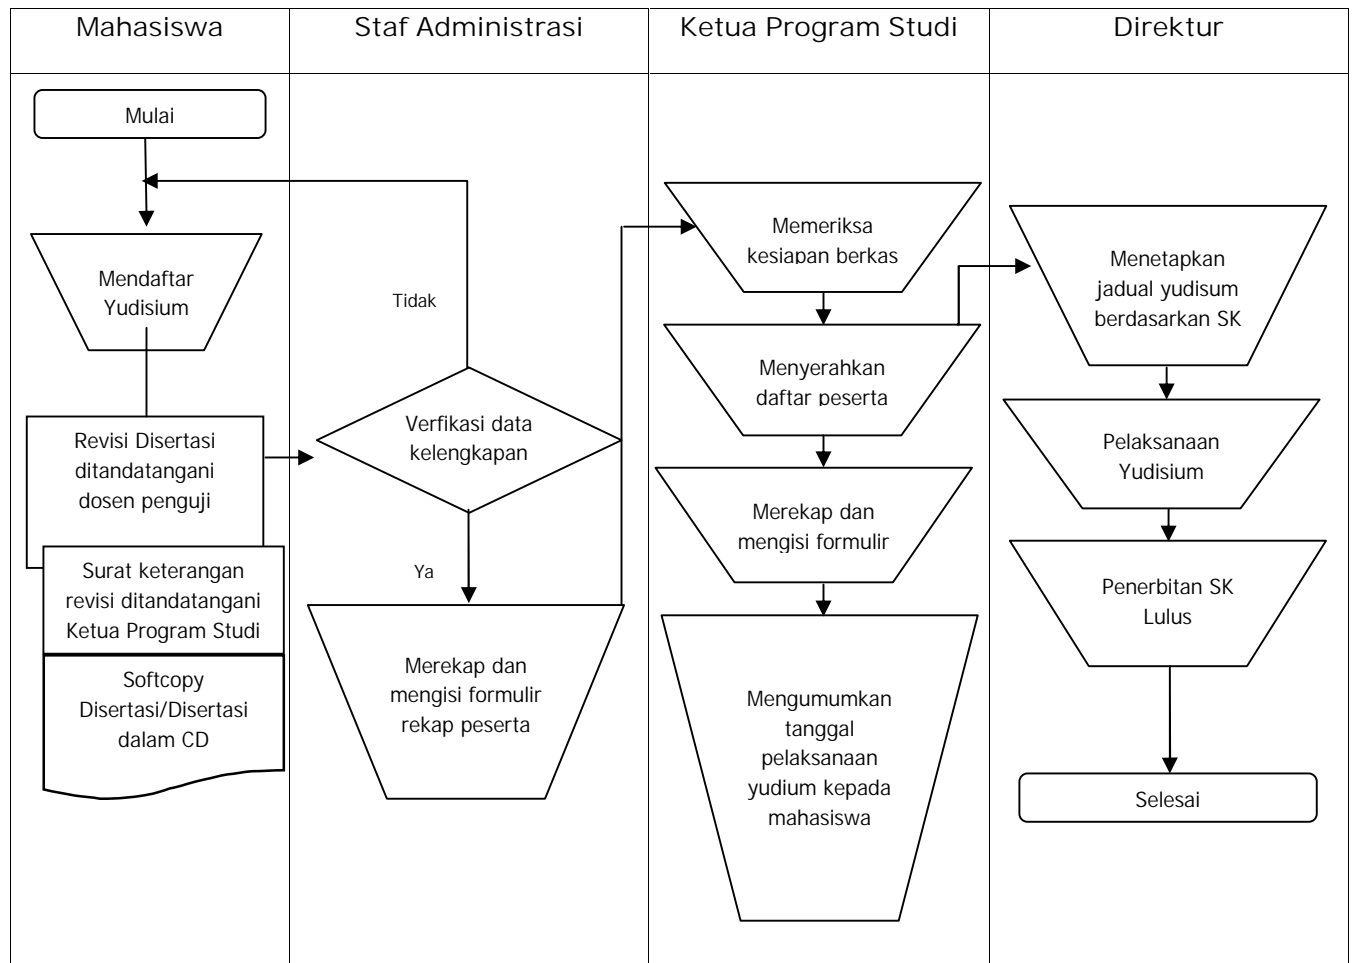 Mahasiswa
Staf Administrasi
Ketua Program Studi
Direktur
Mulai
Mendaftar
Yudisium
Revisi Disertasi
ditandatangani
dosen penguji
Surat keterangan
revisi ditandatangani
Ketua Program Studi
Softcopy
Disertasi/Disertasi
dalam CD
Tidak
Verfikasi data
kelengkapan
Ya
Merekap dan
mengisi formulir
rekap peserta
Memeriksa
kesiapan berkas
Menyerahkan
daftar peserta
Merekap dan
mengisi formulir
Mengumumkan
tanggal
pelaksanaan
yudium kepada
mahasiswa
Menetapkan
jadual yudisum
berdasarkan SK
Pelaksanaan
Yudisium
Penerbitan SK
Lulus
Selesai